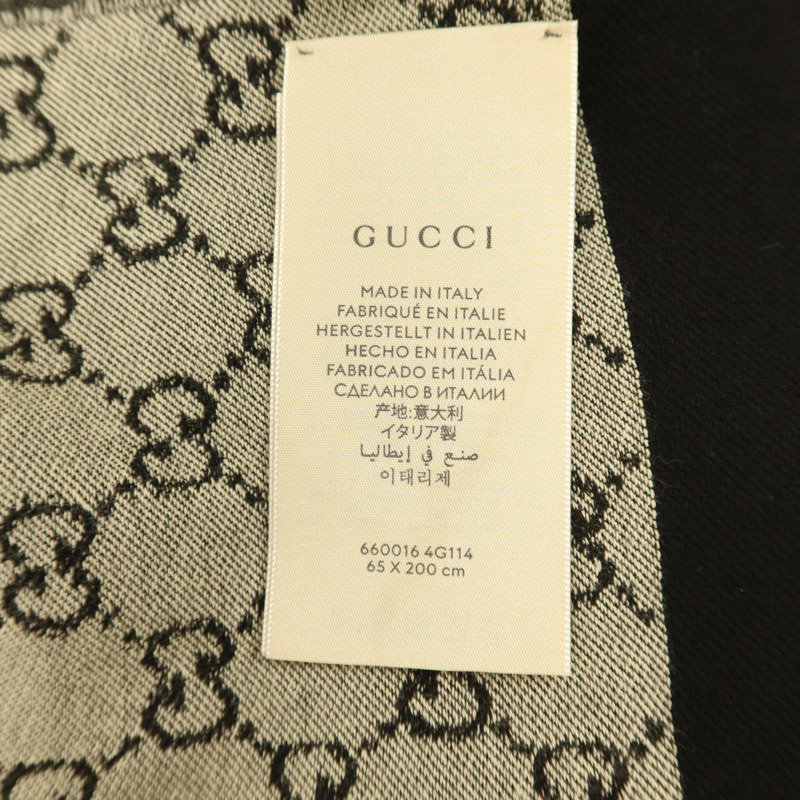 GUCCI
MADE IN ITALY
FABRIQUÉ EN ITALIE
HERGESTELLT IN ITALIEN
HECHO EN ITALIA
FABRICADO EM ITÁLIA
СДЕЛАНО В ИТАЛИИ
产地:意大利
イタリア製
صنع في إيطاليا
이태리제
660016 4G114
65 X 200 cm